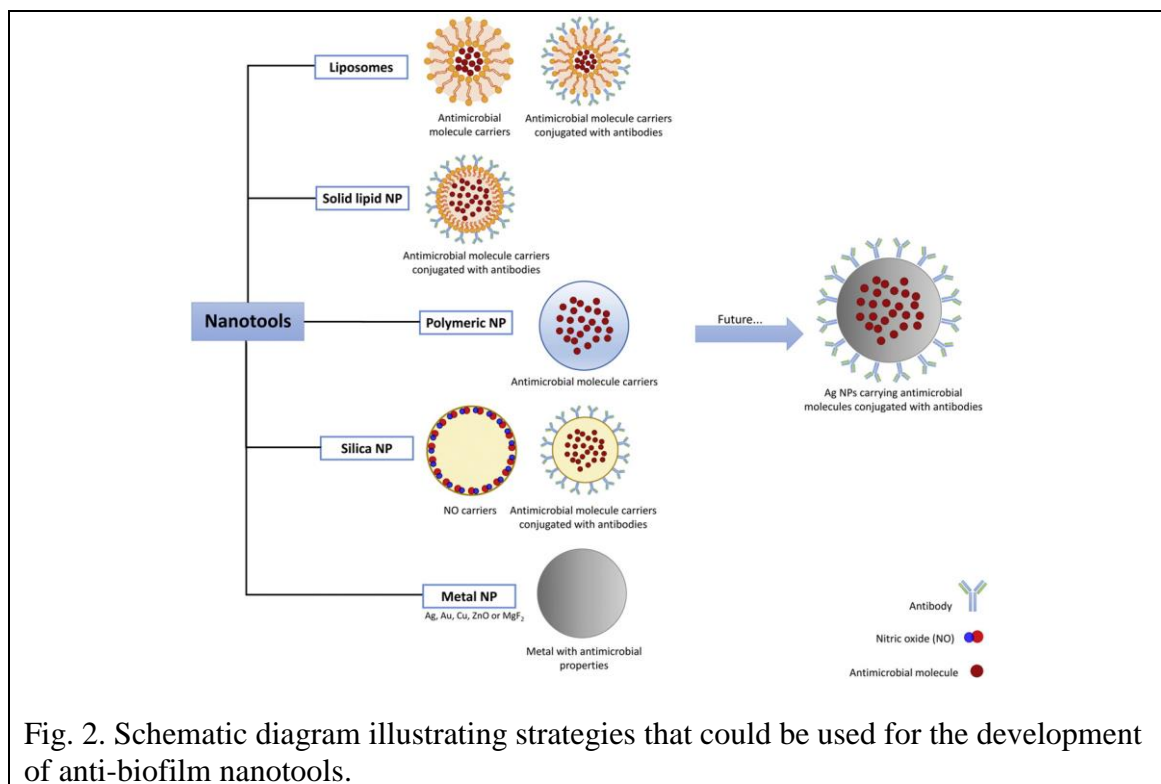 Liposomes
Antimicrobial
molecule carriers
Antimicrobial molecule carriers
conjugated with antibodies
Solid lipid NP
Antimicrobial molecule carriers
conjugated with antibodies
Nanotools
Polymeric NP
Antimicrobial molecule carriers
Future...
Ag NPs carrying antimicrobial
molecules conjugated with antibodies
Silica NP
NO carriers
Antimicrobial molecule carriers
conjugated with antibodies
Metal NP
Ag, Au, Cu, ZnO or MgF₂
Metal with antimicrobial
properties
Antibody
Nitric oxide (NO)
Antimicrobial molecule
Fig. 2. Schematic diagram illustrating strategies that could be used for the development
of anti-biofilm nanotools.